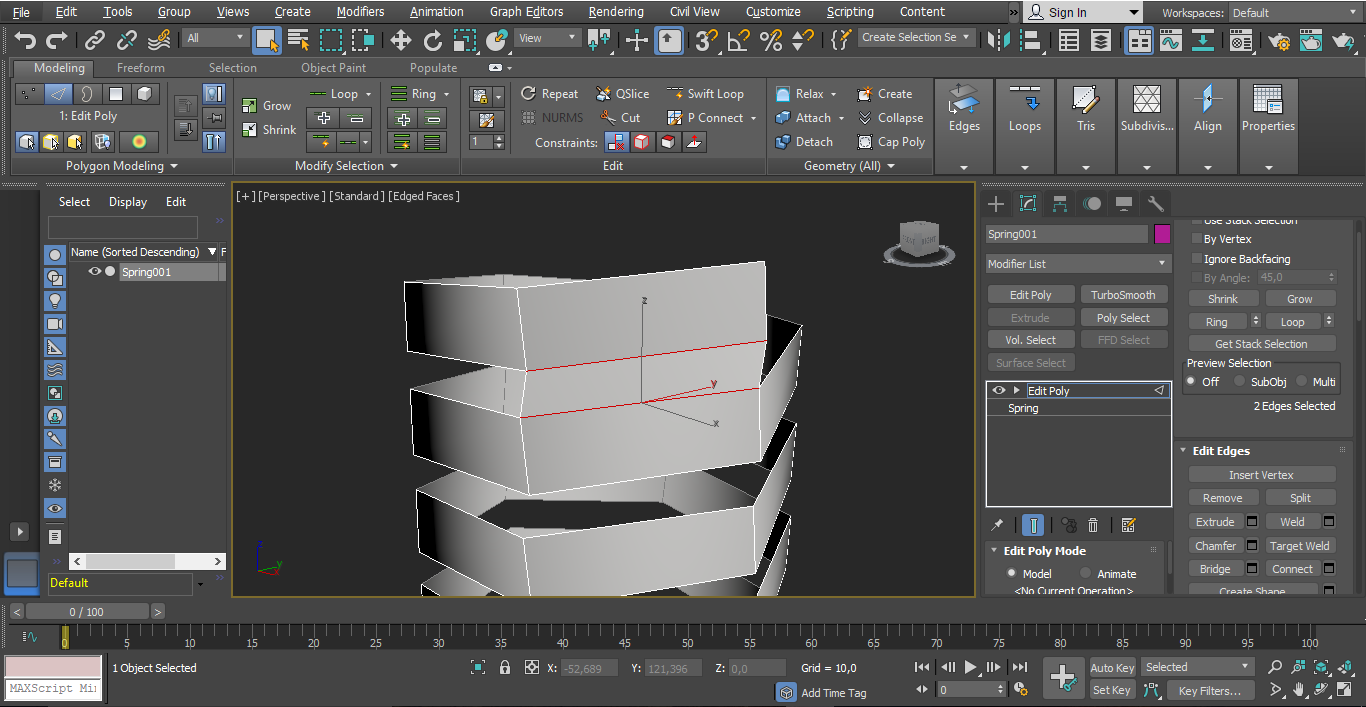 File Edit Tools Group Views Create Modifiers Animation Graph Editors Rendering Civil View Customize Scripting Content » Sign In Workspaces: Default
All View Create Selection Se
Modeling Freeform Selection Object Paint Populate
1: Edit Poly
Polygon Modeling
Grow Loop Ring
Shrink
Modify Selection
1
Repeat QSlice Swift Loop
NURMS Cut P Connect
Constraints:
Edit
Relax Create
Attach Collapse
Detach Cap Poly
Geometry (All)
Edges Loops Tris Subdivis... Align Properties
Select Display Edit
Name (Sorted Descending) F
Spring001
Default
[+] [Perspective ] [Standard ] [Edged Faces ]
z
y
x
z
y
x
Spring001
Modifier List
Edit Poly TurboSmooth
Extrude Poly Select
Vol. Select FFD Select
Surface Select
Edit Poly
Spring
Edit Poly Mode
Model Animate
<No Current Operation>
Use Stack Selection
By Vertex
Ignore Backfacing
By Angle: 45,0
Shrink Grow
Ring Loop
Get Stack Selection
Preview Selection
Off SubObj Multi
2 Edges Selected
Edit Edges
Insert Vertex
Remove Split
Extrude Weld
Chamfer Target Weld
Bridge Connect
Create Shape
< 0 / 100 >
0 5 10 15 20 25 30 35 40 45 50 55 60 65 70 75 80 85 90 95 100
1 Object Selected X: -52,689 Y: 121,396 Z: 0,0 Grid = 10,0
Auto Key Selected
MAXScript Mi
Add Time Tag
0
Set Key Key Filters...